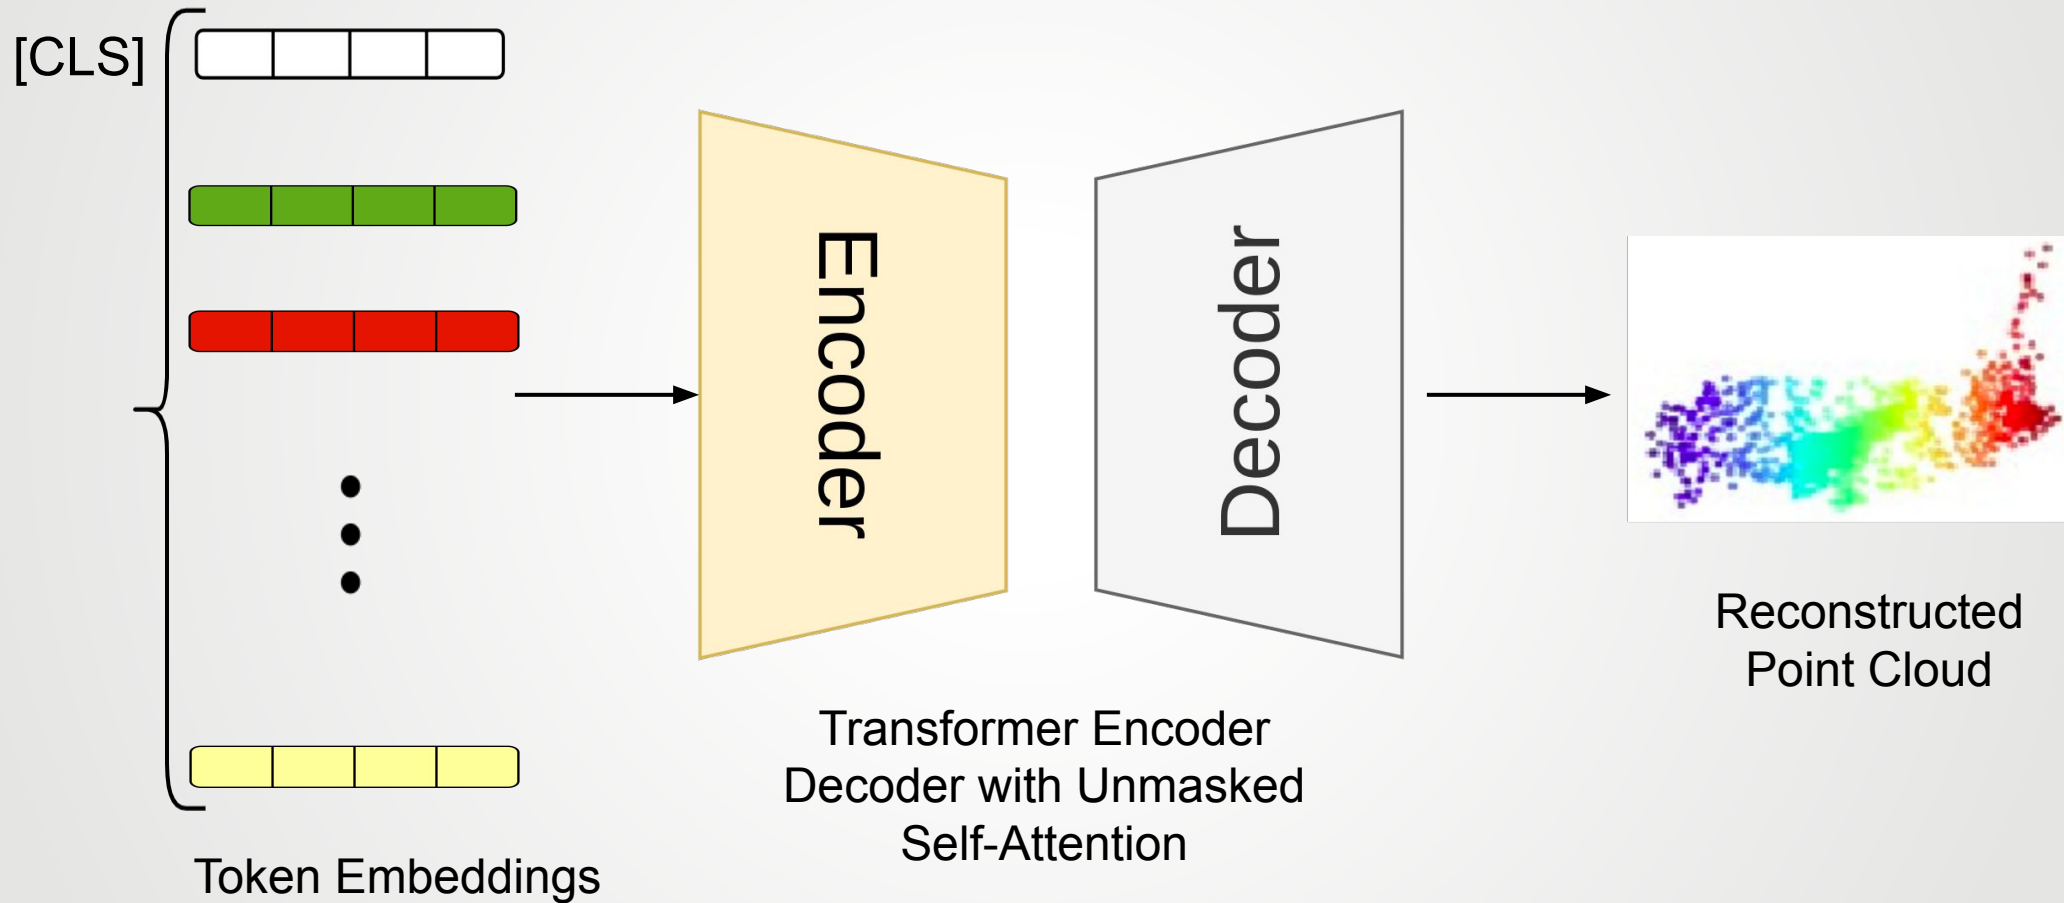 [CLS]
Encoder
Decoder
Reconstructed
Point Cloud
Transformer Encoder
Decoder with Unmasked
Self-Attention
Token Embeddings